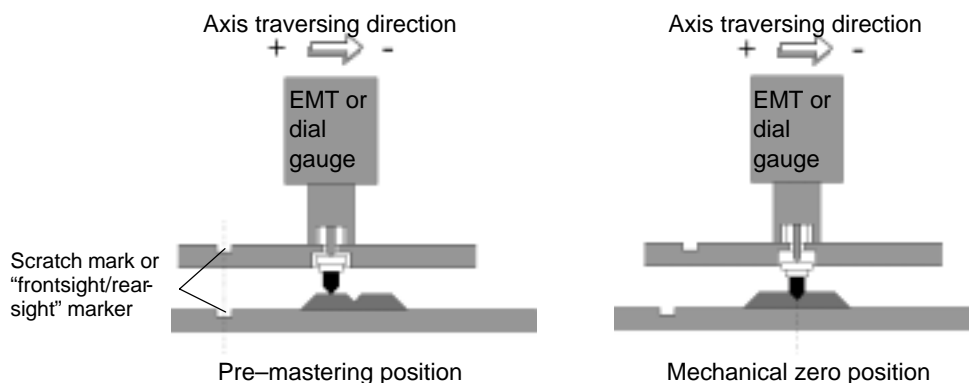 Axis traversing direction
+ -
EMT or
dial
gauge
Scratch mark or
“frontsight/rear-
sight” marker
Pre–mastering position
Axis traversing direction
+ -
EMT or
dial
gauge
Mechanical zero position